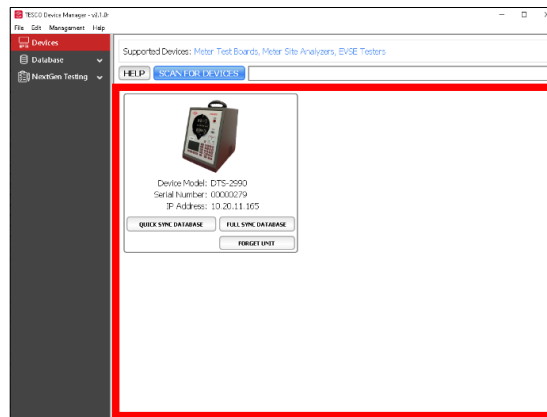 TESCO Device Manager - v3.1.0-
File Edit Management Help
Devices
Supported Devices: Meter Test Boards, Meter Site Analyzers, EVSE Testers
Database
HELP SCAN FOR DEVICES
NextGen Testing
Device Model: DTS-2990
Serial Number: 00000279
IP Address: 10.20.11.165
QUICK SYNC DATABASE FULL SYNC DATABASE
FORGET UNIT